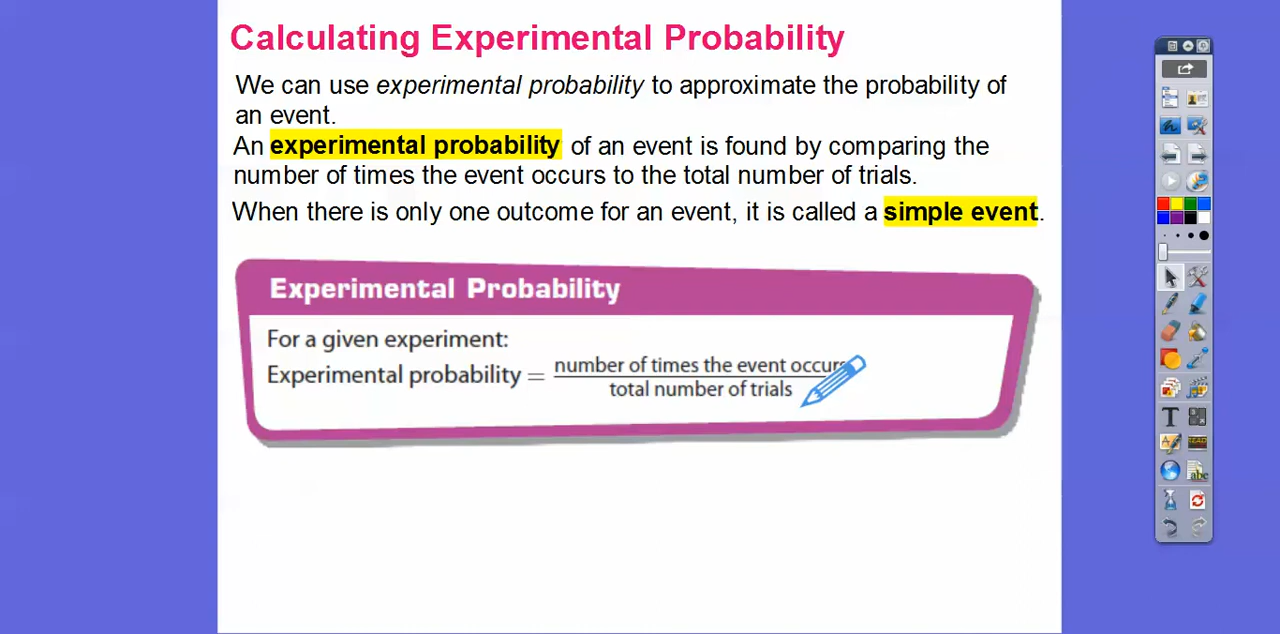 Calculating Experimental Probability
We can use experimental probability to approximate the probability of
an event.
An experimental probability of an event is found by comparing the
number of times the event occurs to the total number of trials.
When there is only one outcome for an event, it is called a simple event.
Experimental Probability
For a given experiment:
Experimental probability = number of times the event occurs
total number of trials